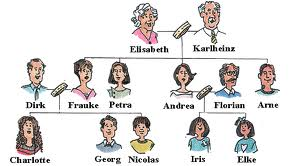 Elisabeth Karlheinz
Dirk Frauke Petra Andrea Florian Arne
Charlotte Georg Nicolas Iris Elke